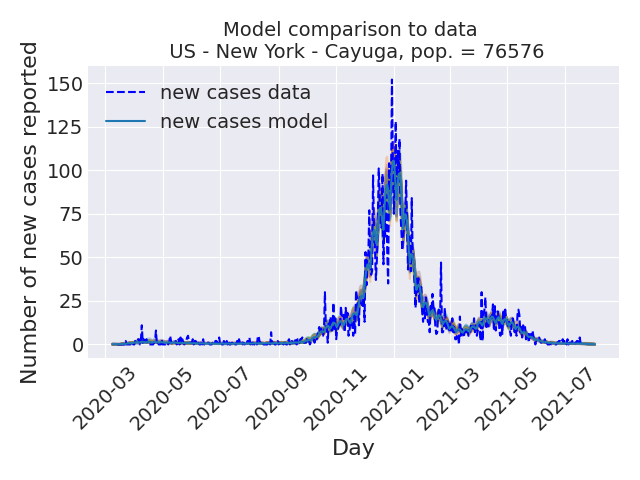 Model comparison to data
US - New York - Cayuga, pop. = 76576
Number of new cases reported
150
125
100
75
50
25
0
new cases data
new cases model
2020-03
2020-05
2020-07
2020-09
2020-11
2021-01
2021-03
2021-05
2021-07
Day